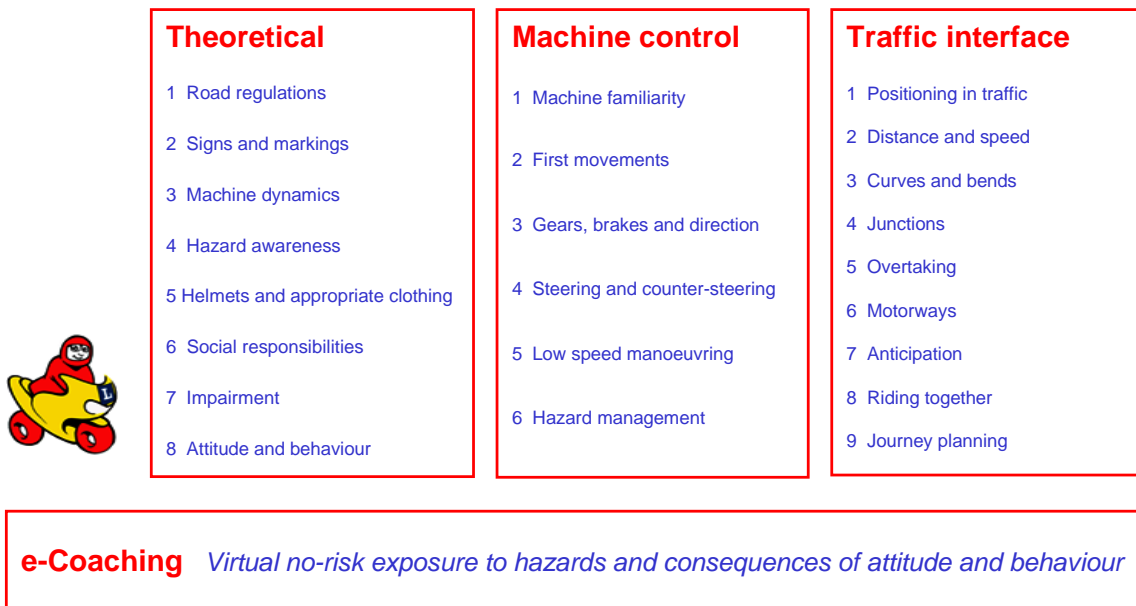 Theoretical
1 Road regulations
2 Signs and markings
3 Machine dynamics
4 Hazard awareness
5 Helmets and appropriate clothing
6 Social responsibilities
7 Impairment
8 Attitude and behaviour
Machine control
1 Machine familiarity
2 First movements
3 Gears, brakes and direction
4 Steering and counter-steering
5 Low speed manoeuvring
6 Hazard management
Traffic interface
1 Positioning in traffic
2 Distance and speed
3 Curves and bends
4 Junctions
5 Overtaking
6 Motorways
7 Anticipation
8 Riding together
9 Journey planning
L
e-Coaching Virtual no-risk exposure to hazards and consequences of attitude and behaviour